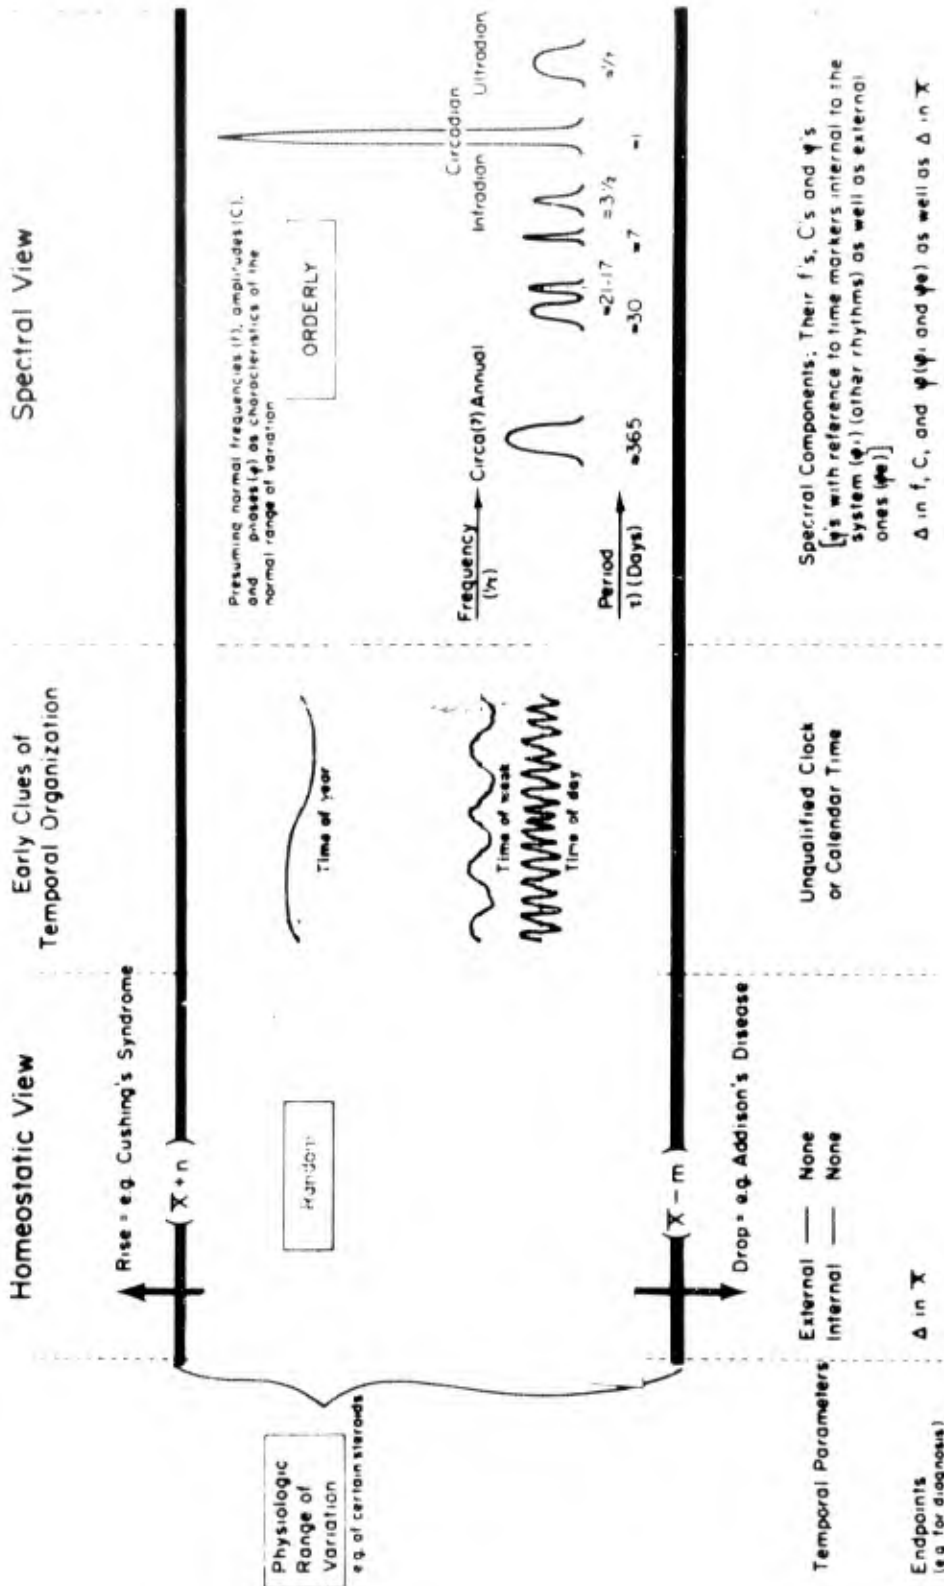 Homeostatic View
Early Clues of
Temporal Organization
Spectral View
Rise = e.g. Cushing's Syndrome
(X̄ + n)
Physiologic
Range of
Variation
e.g. of certain steroids
Random
Time of year
Time of week
Time of day
Presuming normal frequencies (f), amplitudes (C),
and phases (φ) as characteristics of the
normal range of variation
ORDERLY
Frequency
(1/τ)
Circa(?) Annual
Infradian
Circadian
Ultradian
Period
τ) (Days)
≈365
≈30
≈21-17
≈7
≈3½
≈1
(X̄ − m)
Drop = e.g. Addison's Disease
Temporal Parameters
External — None
Internal — None
Unqualified Clock
or Calendar Time
Spectral Components; Their f's, C's and φ's
[φ's with reference to time markers internal to the
system (φi) (other rhythms) as well as external
ones (φe)]
Endpoints
(e.g. for diagnosis)
Δ in X̄
Δ in f, C, and φ(φi and φe) as well as Δ in X̄